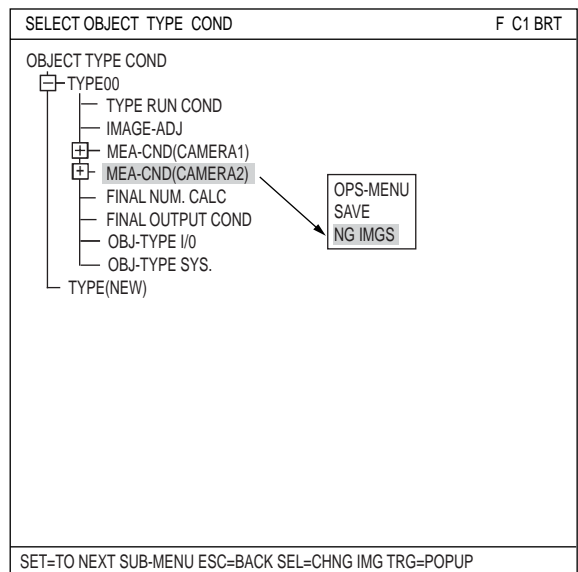 SELECT OBJECT TYPE COND F C1 BRT
OBJECT TYPE COND
TYPE00
TYPE RUN COND
IMAGE-ADJ
MEA-CND(CAMERA1)
MEA-CND(CAMERA2)
FINAL NUM. CALC
FINAL OUTPUT COND
OBJ-TYPE I/0
OBJ-TYPE SYS.
TYPE(NEW)
OPS-MENU
SAVE
NG IMGS
SET=TO NEXT SUB-MENU ESC=BACK SEL=CHNG IMG TRG=POPUP